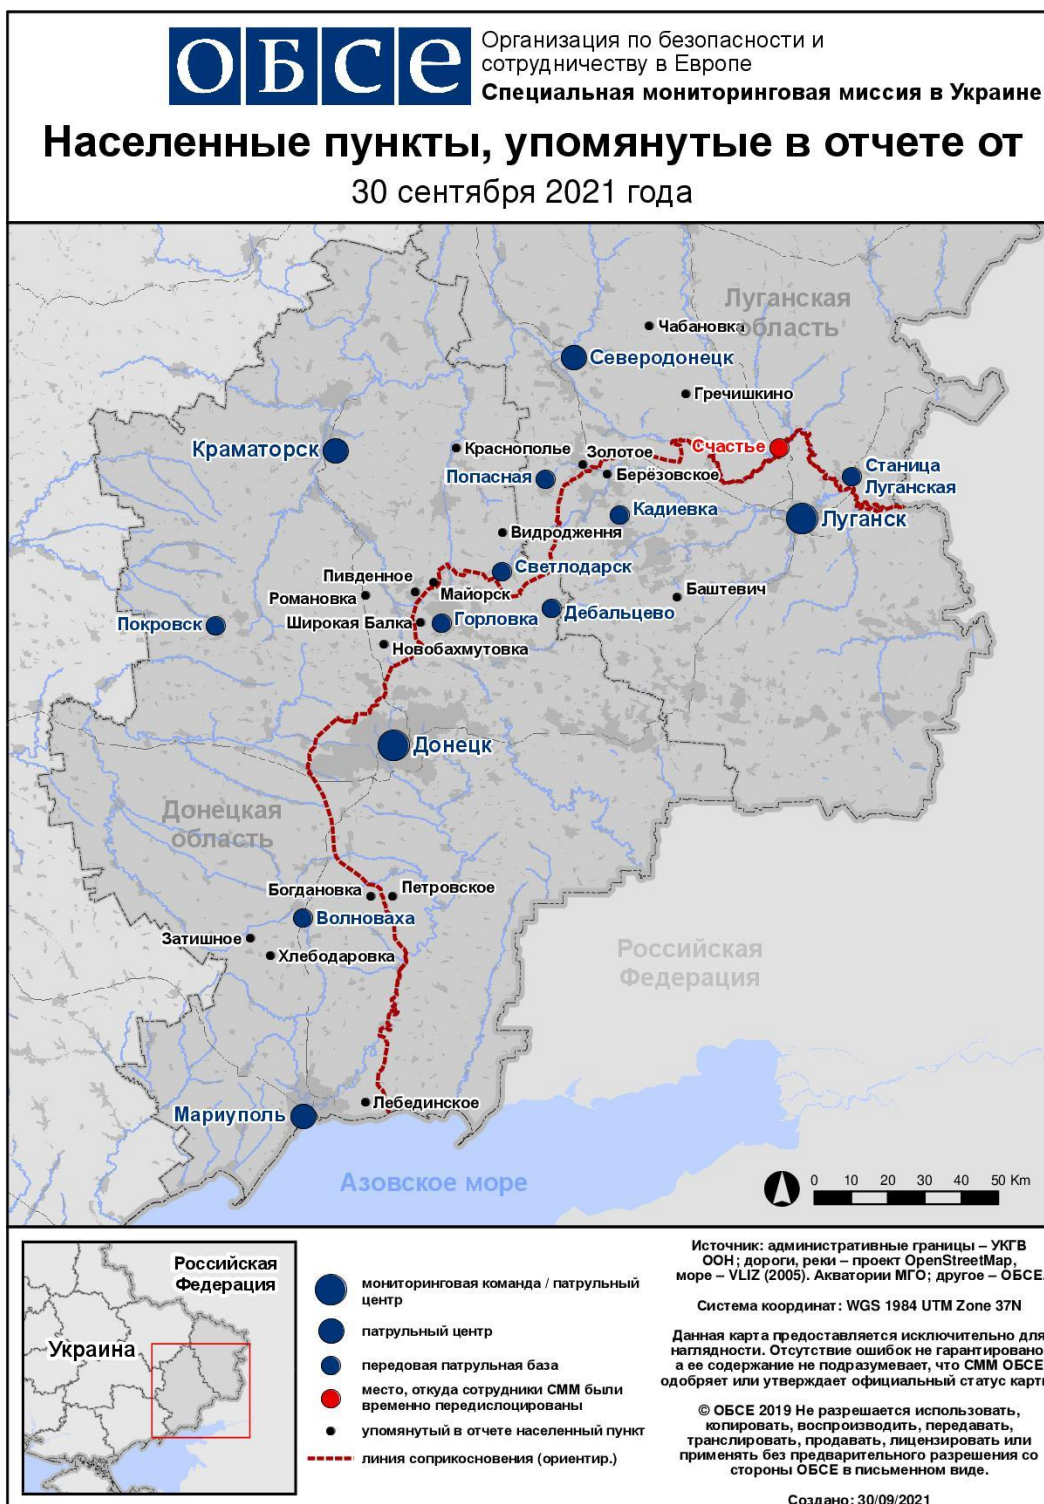 ОБСЕ
Организация по безопасности и
сотрудничеству в Европе
Специальная мониторинговая миссия в Украине
Населенные пункты, упомянутые в отчете от
30 сентября 2021 года
Луганская
область
Чабановка
Северодонецк
Гречишкино
Краматорск
Краснополье
Золотое
Счастье
Попасная
Берёзовское
Станица
Луганская
Кадиевка
Луганск
Видродження
Светлодарск
Пивденное
Майорск
Романовка
Баштевич
Дебальцево
Покровск
Широкая Балка
Горловка
Новобахмутовка
Донецк
Донецкая
область
Богдановка
Петровское
Волноваха
Затишное
Хлебодаровка
Российская
Федерация
Лебединское
Мариуполь
Азовское море
0 10 20 30 40 50 Km
Российская
Федерация
Украина
мониторинговая команда / патрульный
центр
патрульный центр
передовая патрульная база
место, откуда сотрудники СММ были
временно передислоцированы
упомянутый в отчете населенный пункт
линия соприкосновения (ориентир.)
Источник: административные границы – УКГВ
ООН; дороги, реки – проект OpenStreetMap,
море – VLIZ (2005). Акватории МГО; другое – ОБСЕ.
Система координат: WGS 1984 UTM Zone 37N
Данная карта предоставляется исключительно для
наглядности. Отсутствие ошибок не гарантировано
а ее содержание не подразумевает, что СММ ОБСЕ
одобряет или утверждает официальный статус карт
© ОБСЕ 2019 Не разрешается использовать,
копировать, воспроизводить, передавать,
транслировать, продавать, лицензировать или
применять без предварительного разрешения со
стороны ОБСЕ в письменном виде.
Создано: 30/09/2021